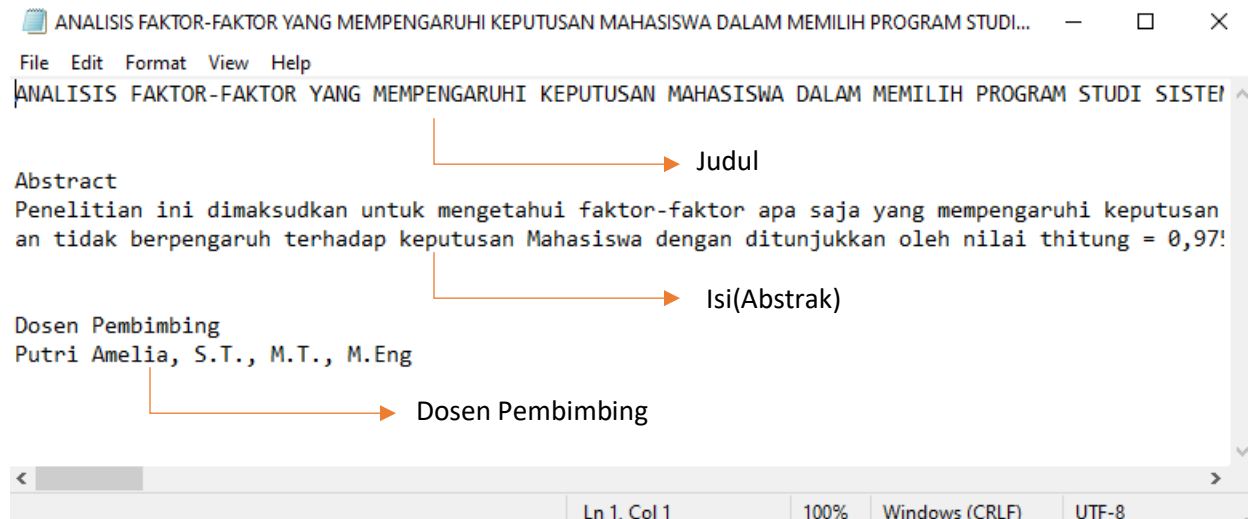 ANALISIS FAKTOR-FAKTOR YANG MEMPENGARUHI KEPUTUSAN MAHASISWA DALAM MEMILIH PROGRAM STUDI...
File Edit Format View Help
ANALISIS FAKTOR-FAKTOR YANG MEMPENGARUHI KEPUTUSAN MAHASISWA DALAM MEMILIH PROGRAM STUDI
Judul
Abstract
Penelitian ini dimaksudkan untuk mengetahui faktor-faktor apa saja yang mempengaruhi keputusan
an tidak berpengaruh terhadap keputusan Mahasiswa dengan ditunjukkan oleh nilai thitung =
Isi(Abstrak)
Dosen Pembimbing
Putri Amelia, S.T., M.T., M.Eng
Dosen Pembimbing
Ln 1, Col 1 100% Windows (CRLF) UTF-8